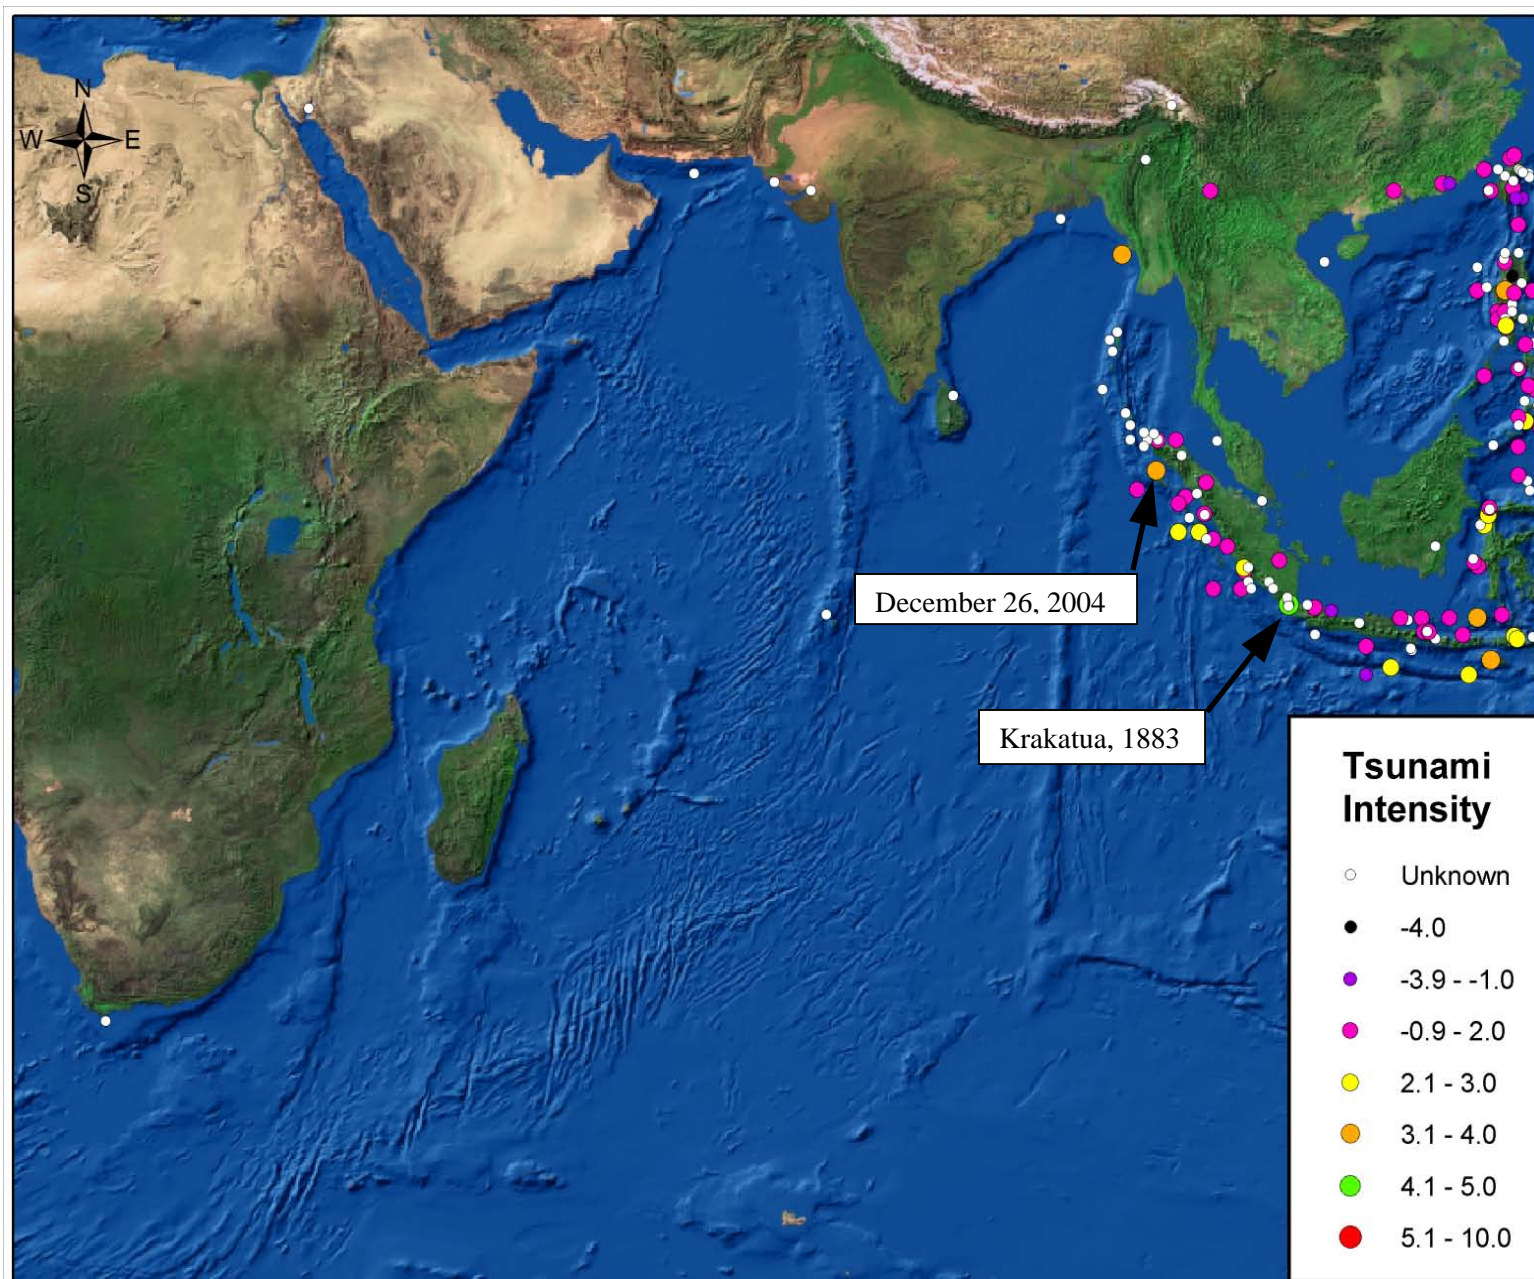 N
W E
S
December 26, 2004
Krakatua, 1883
Tsunami
Intensity
Unknown
-4.0
-3.9 - -1.0
-0.9 - 2.0
2.1 - 3.0
3.1 - 4.0
4.1 - 5.0
5.1 - 10.0